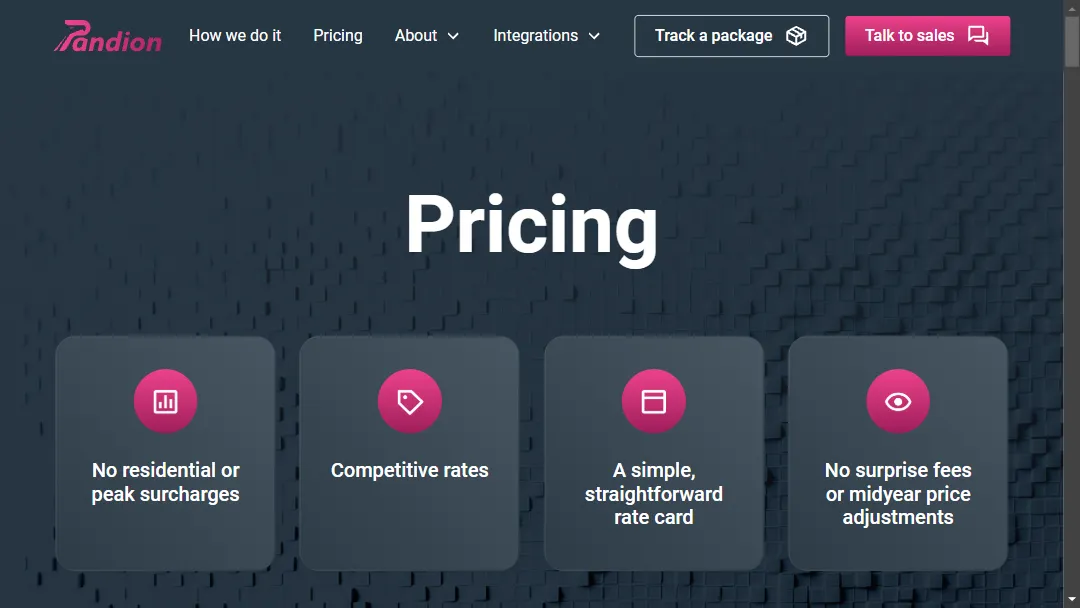 Pandion
How we do it
Pricing
About
Integrations
Track a package
Talk to sales
Pricing
No residential or
peak surcharges
Competitive rates
A simple,
straightforward
rate card
No surprise fees
or midyear price
adjustments